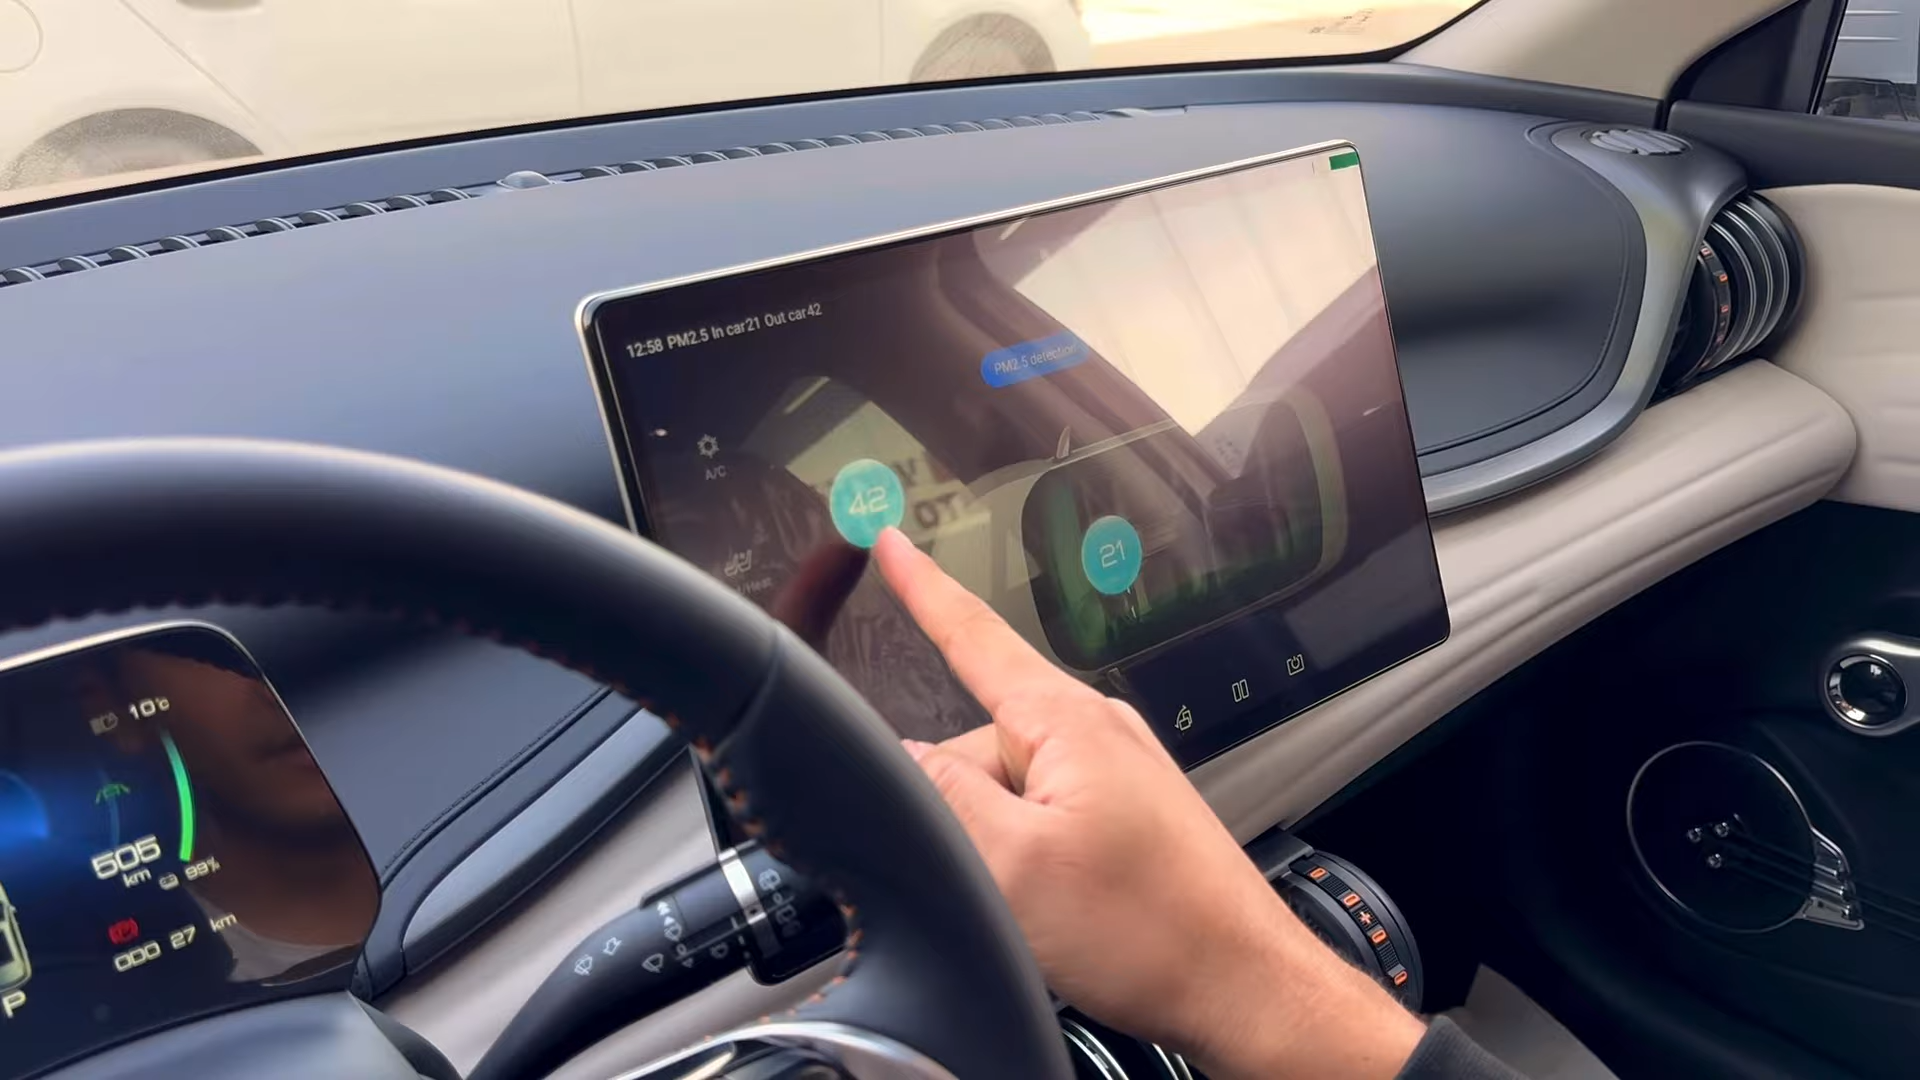 12:58 PM2.5 In car21 Out car42
PM2.5 detection
A/C
42
21
10°c
505
km
99%
000 27 km
P